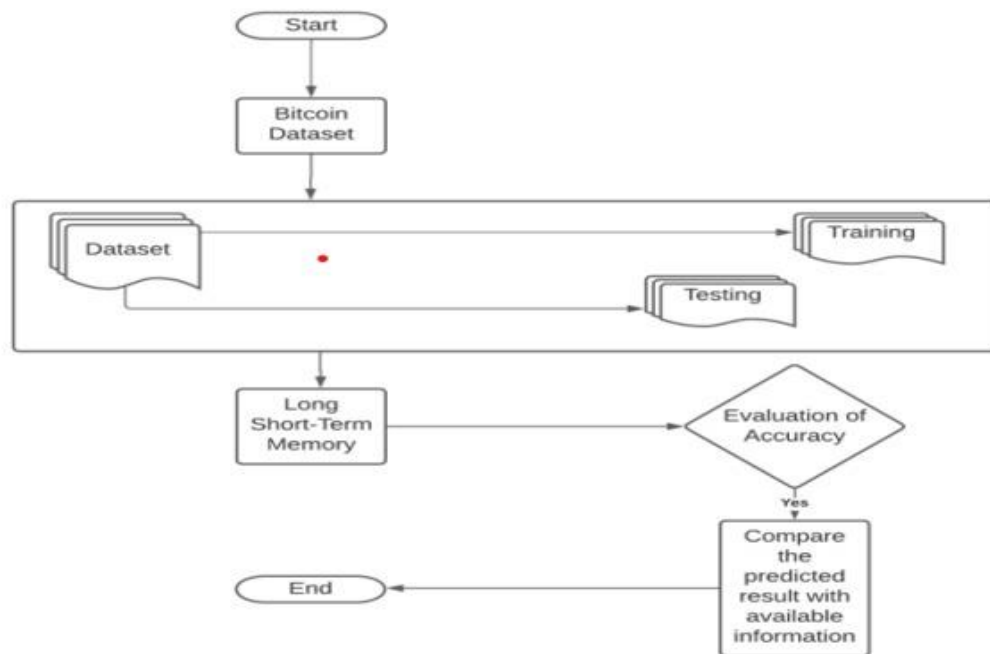 Start
Bitcoin
Dataset
Dataset
Training
Testing
Long
Short-Term
Memory
Evaluation of
Accuracy
Yes
Compare
the
predicted
result with
available
information
End